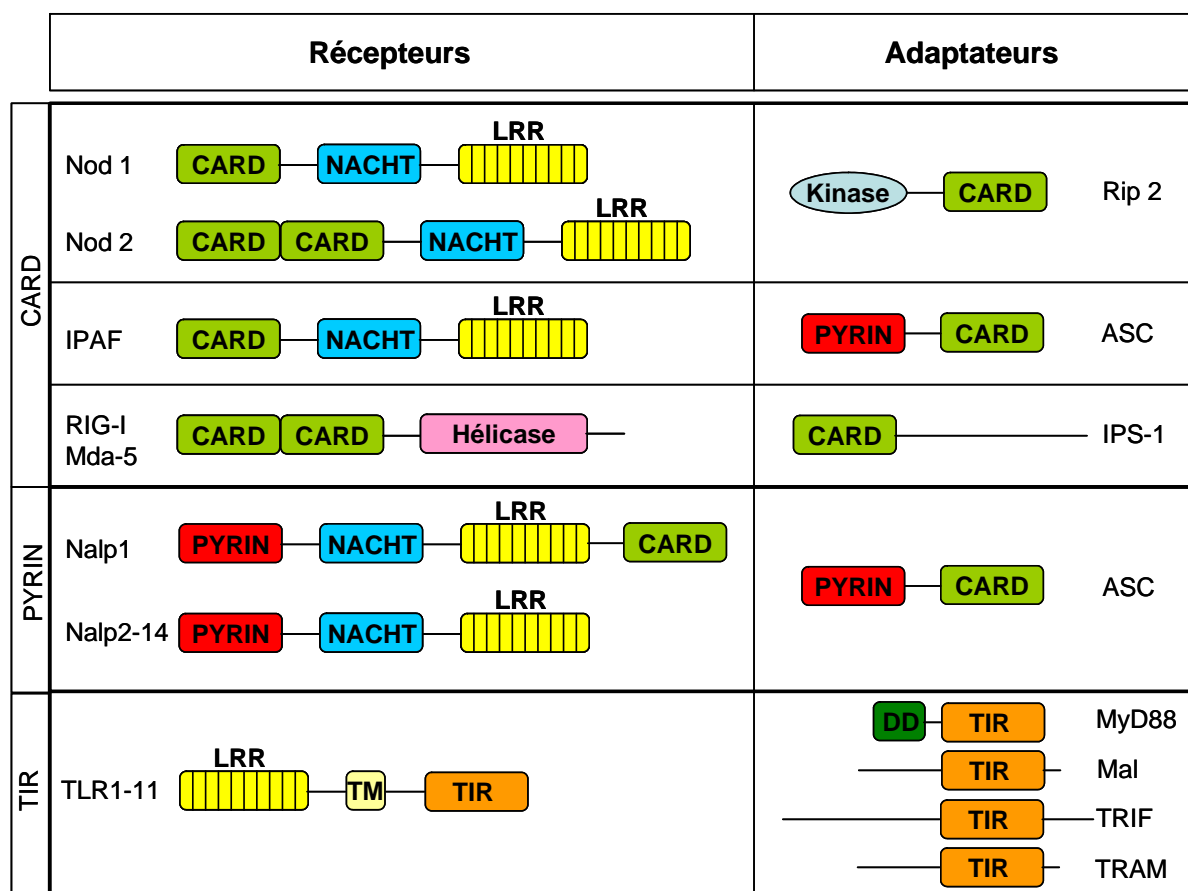 Récepteurs Adaptateurs
CARD
LRR
Nod 1 CARD NACHT
Kinase CARD Rip 2
LRR
Nod 2 CARD CARD NACHT
LRR
IPAF CARD NACHT
PYRIN CARD ASC
RIG-I
Mda-5
CARD CARD Hélicase
CARD IPS-1
PYRIN
LRR
Nalp1 PYRIN NACHT CARD
PYRIN CARD ASC
LRR
Nalp2-14 PYRIN NACHT
TIR
LRR
TLR1-11 TM TIR
DD TIR MyD88
TIR Mal
TIR TRIF
TIR TRAM